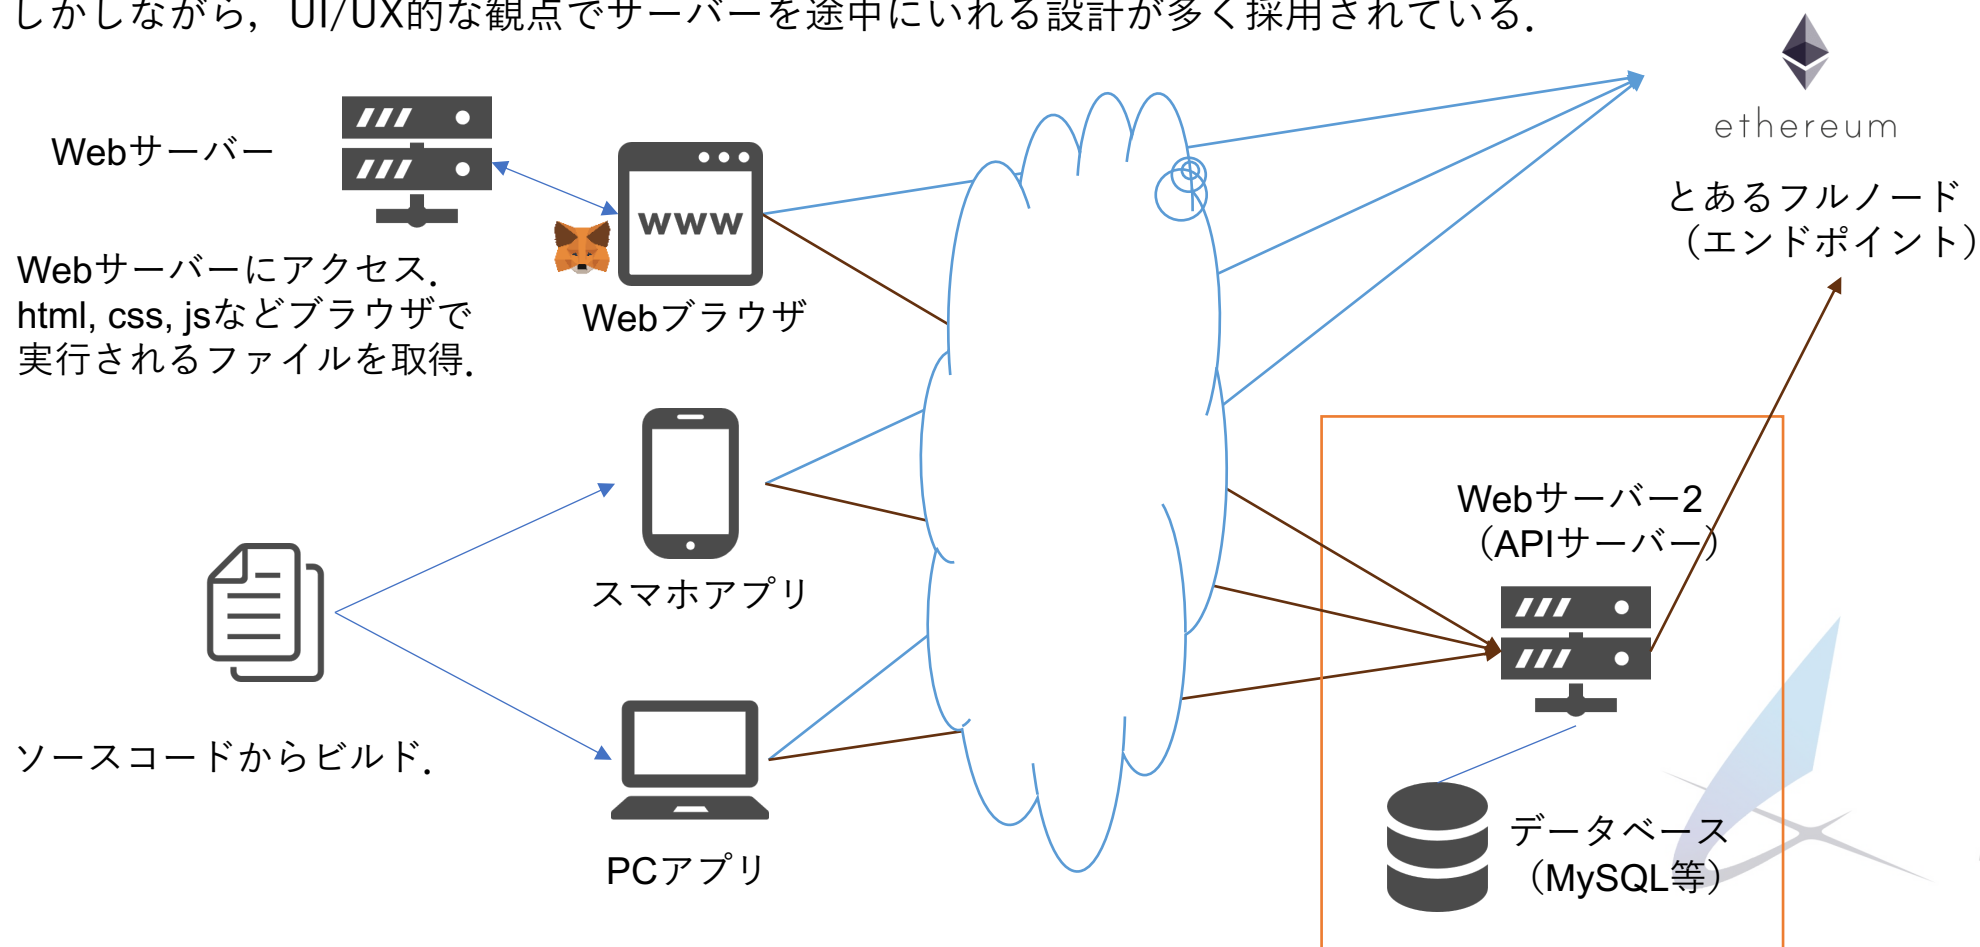 しかしながら，UI/UX的な観点でサーバーを途中にいれる設計が多く採用されている．
ethereum
Webサーバー
www
とあるフルノード
（エンドポイント）
Webサーバーにアクセス．
html, css, jsなどブラウザで
実行されるファイルを取得．
Webブラウザ
Webサーバー2
（APIサーバー）
スマホアプリ
ソースコードからビルド．
データベース
（MySQL等）
PCアプリ